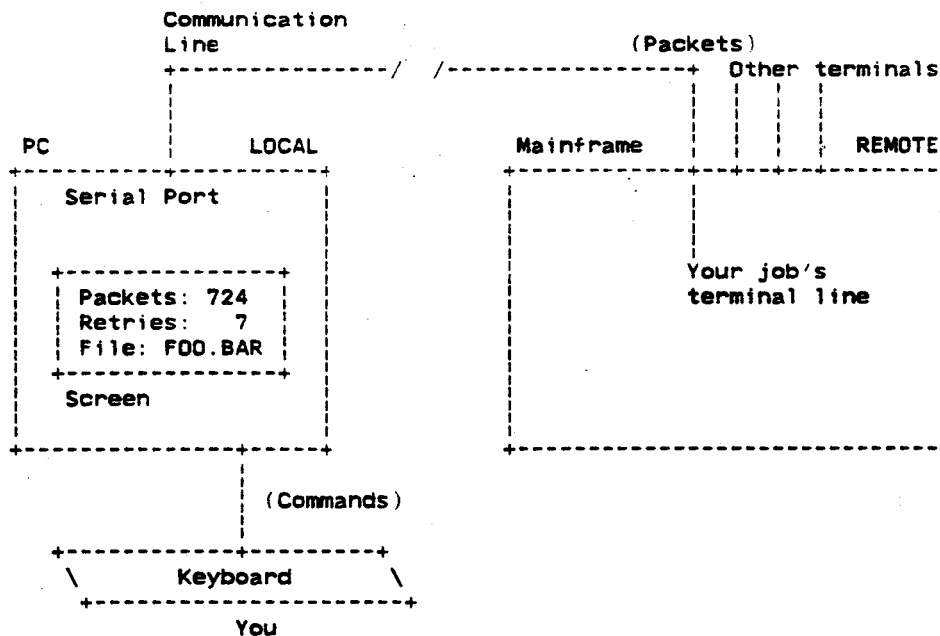 Communication
Line
(Packets)
Other terminals
PC
LOCAL
Mainframe
REMOTE
Serial Port
Packets: 724
Retries: 7
File: FOO.BAR
Screen
Your job's
terminal line
(Commands)
Keyboard
You